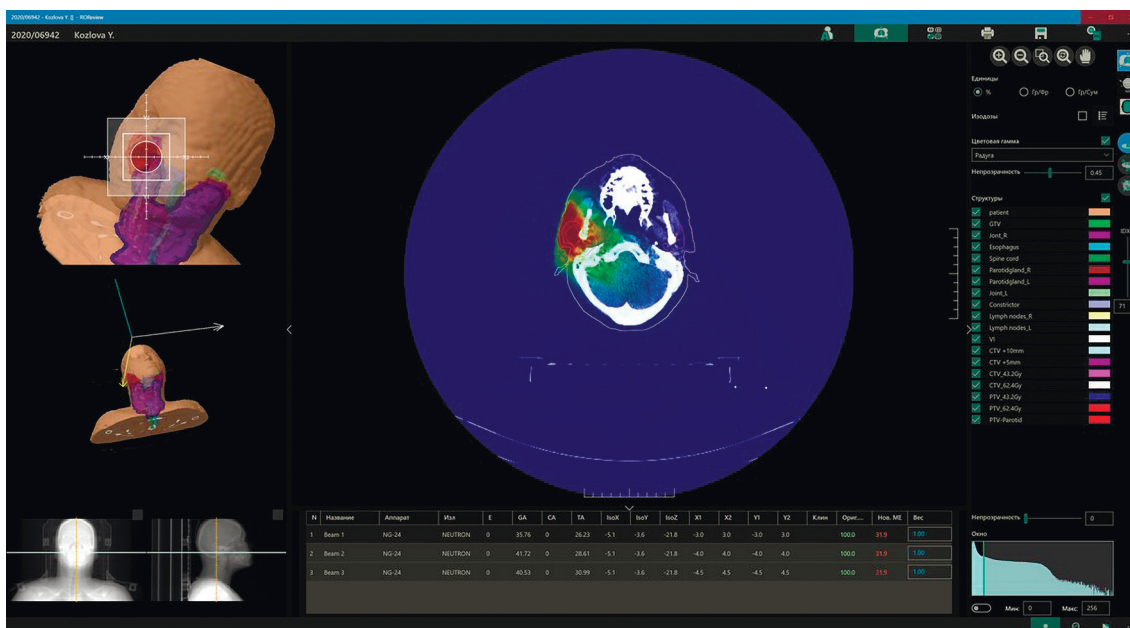 2020/06942 - Kozlova Y. [] - ROReview
2020/06942 Kozlova Y.
Единицы
% Гр/Фр Гр/Сум
Изодозы
Цветовая гамма
Радуга
Непрозрачность 0,45
Структуры
patient
GTV
Jont_R
Esophagus
Spine cord
Parotidgland_R
Parotidgland_L
Joint_L
Constrictor
Lymph nodes_R
Lymph nodes_L
VI
CTV +10mm
CTV +5mm
CTV_43.2Gy
CTV_62.4Gy
PTV_43.2Gy
PTV_62.4Gy
PTV-Parotid
IDX
71
N Название Аппарат Изл E GA CA TA IsoX IsoY IsoZ X1 X2 Y1 Y2 Клин Ориг.... Нов. МЕ Вес
1 Beam 1 NG-24 NEUTRON 0 35.76 0 26.23 -5.1 -3.6 -21.8 -3.0 3.0 -3.0 3.0 100.0 31.9 1.00
2 Beam 2 NG-24 NEUTRON 0 41.72 0 28.61 -5.1 -3.6 -21.8 -4.0 4.0 -4.0 4.0 100.0 31.9 1.00
3 Beam 3 NG-24 NEUTRON 0 40.53 0 30.99 -5.1 -3.6 -21.8 -4.5 4.5 -4.5 4.5 100.0 31.9 1.00
Непрозрачность 0
Окно
Мин: 0 Макс: 256